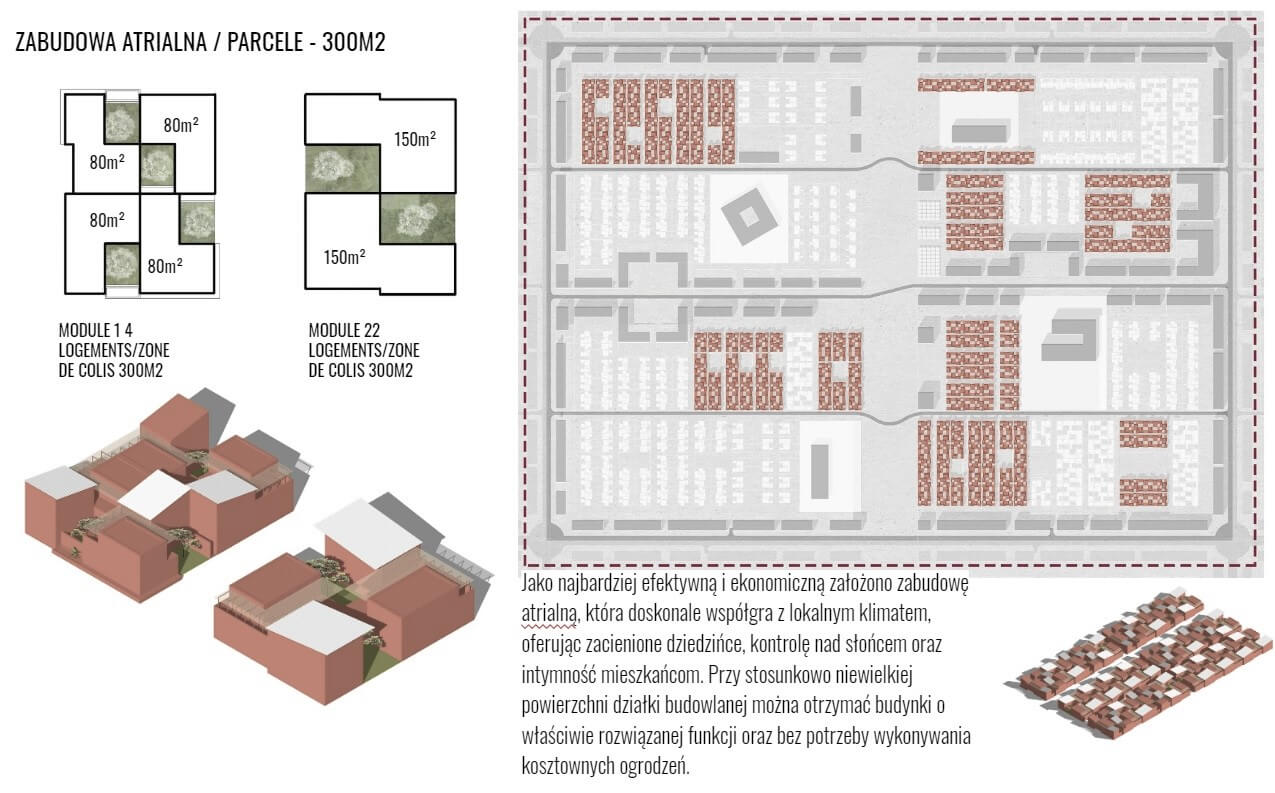 ZABUDOWA ATRIALNA / PARCELE - 300M2
80m²
80m²
80m²
80m²
150m²
150m²
MODULE 1 4
LOGEMENTS/ZONE
DE COLIS 300M2
MODULE 22
LOGEMENTS/ZONE
DE COLIS 300M2
Jako najbardziej efektywną i ekonomiczną założono zabudowę
atrialną, która doskonale współgra z lokalnym klimatem,
oferując zacienione dziedzińce, kontrolę nad słońcem oraz
intymność mieszkańcom. Przy stosunkowo niewielkiej
powierzchni działki budowlanej można otrzymać budynki o
właściwie rozwiązanej funkcji oraz bez potrzeby wykonywania
kosztownych ogrodzeń.